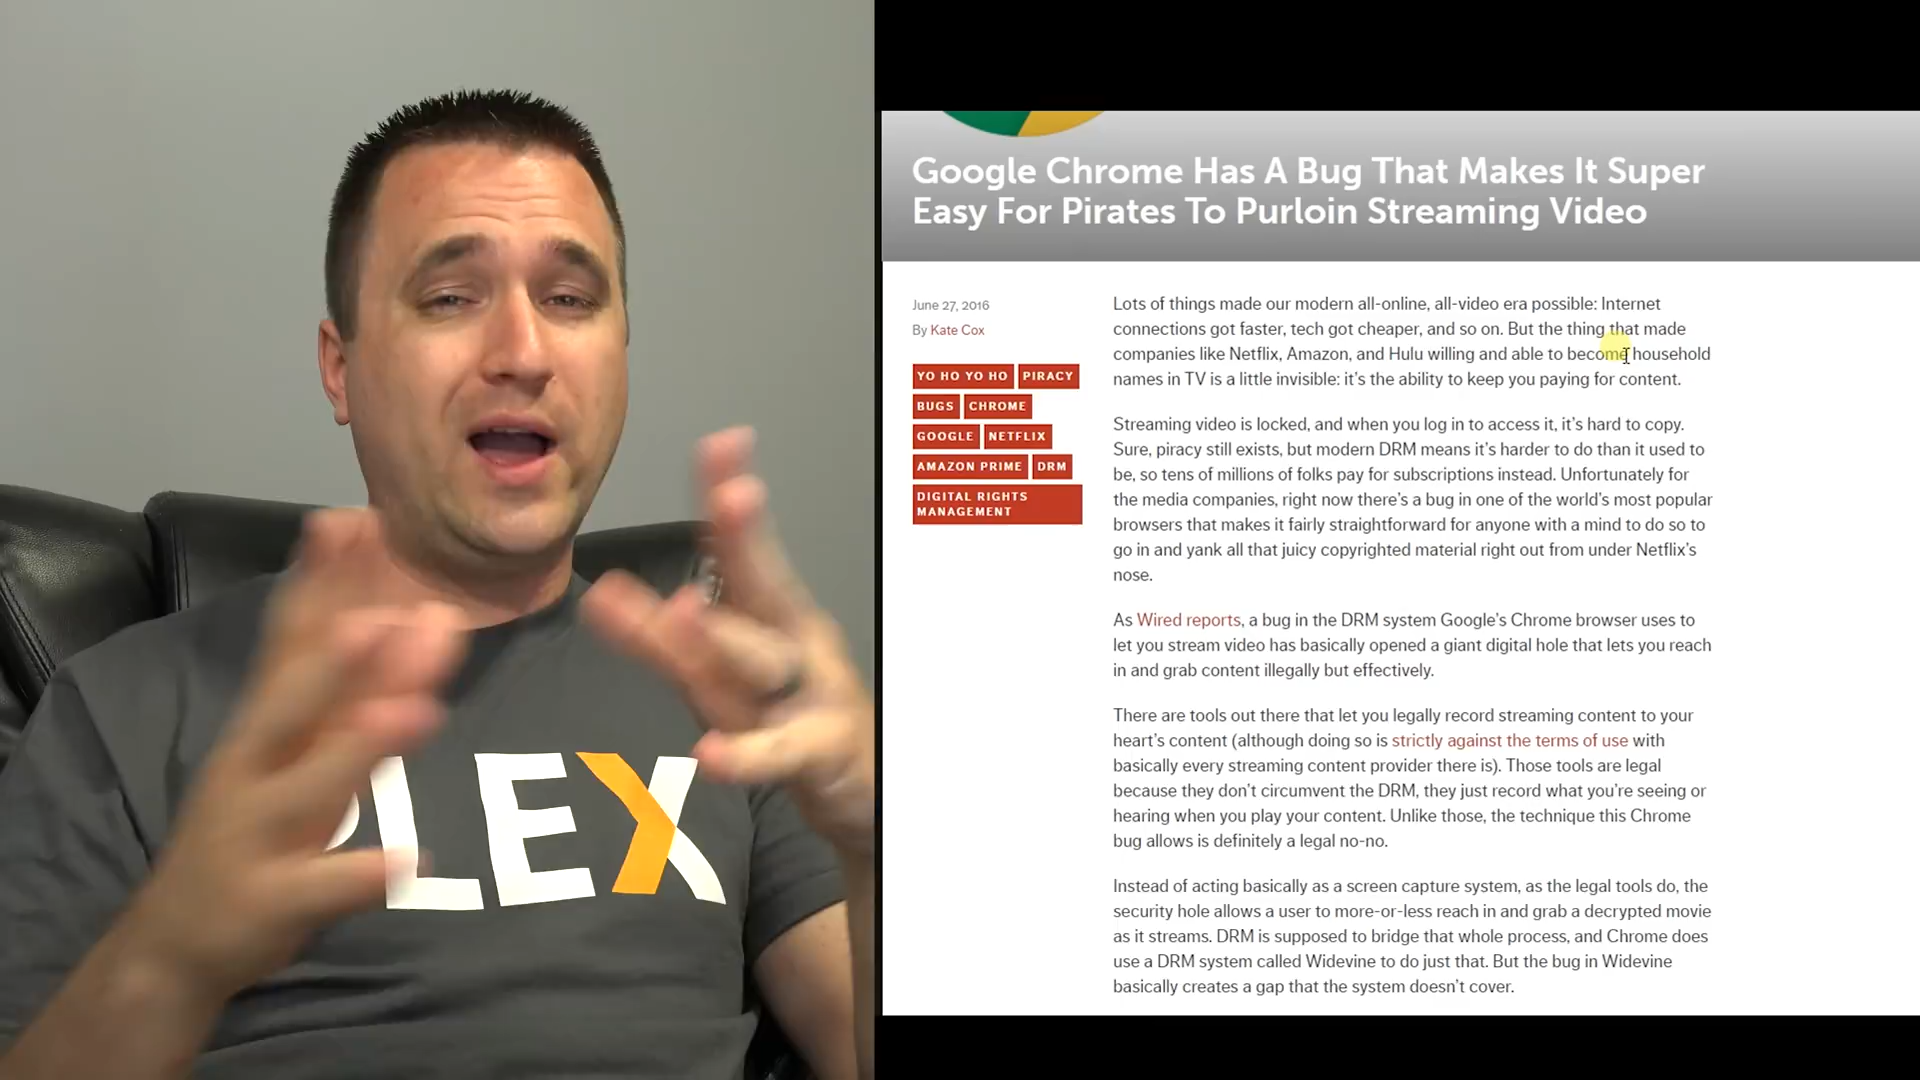 PLEX
Google Chrome Has A Bug That Makes It Super
Easy For Pirates To Purloin Streaming Video
June 27, 2016
By Kate Cox
YO HO YO HO
PIRACY
BUGS
CHROME
GOOGLE
NETFLIX
AMAZON PRIME
DRM
DIGITAL RIGHTS
MANAGEMENT
Lots of things made our modern all-online, all-video era possible: Internet
connections got faster, tech got cheaper, and so on. But the thing that made
companies like Netflix, Amazon, and Hulu willing and able to become household
names in TV is a little invisible: it's the ability to keep you paying for content.
Streaming video is locked, and when you log in to access it, it's hard to copy.
Sure, piracy still exists, but modern DRM means it's harder to do than it used to
be, so tens of millions of folks pay for subscriptions instead. Unfortunately for
the media companies, right now there's a bug in one of the world's most popular
browsers that makes it fairly straightforward for anyone with a mind to do so to
go in and yank all that juicy copyrighted material right out from under Netflix's
nose.
As Wired reports, a bug in the DRM system Google's Chrome browser uses to
let you stream video has basically opened a giant digital hole that lets you reach
in and grab content illegally but effectively.
There are tools out there that let you legally record streaming content to your
heart's content (although doing so is strictly against the terms of use with
basically every streaming content provider there is). Those tools are legal
because they don't circumvent the DRM, they just record what you're seeing or
hearing when you play your content. Unlike those, the technique this Chrome
bug allows is definitely a legal no-no.
Instead of acting basically as a screen capture system, as the legal tools do, the
security hole allows a user to more-or-less reach in and grab a decrypted movie
as it streams. DRM is supposed to bridge that whole process, and Chrome does
use a DRM system called Widevine to do just that. But the bug in Widevine
basically creates a gap that the system doesn't cover.